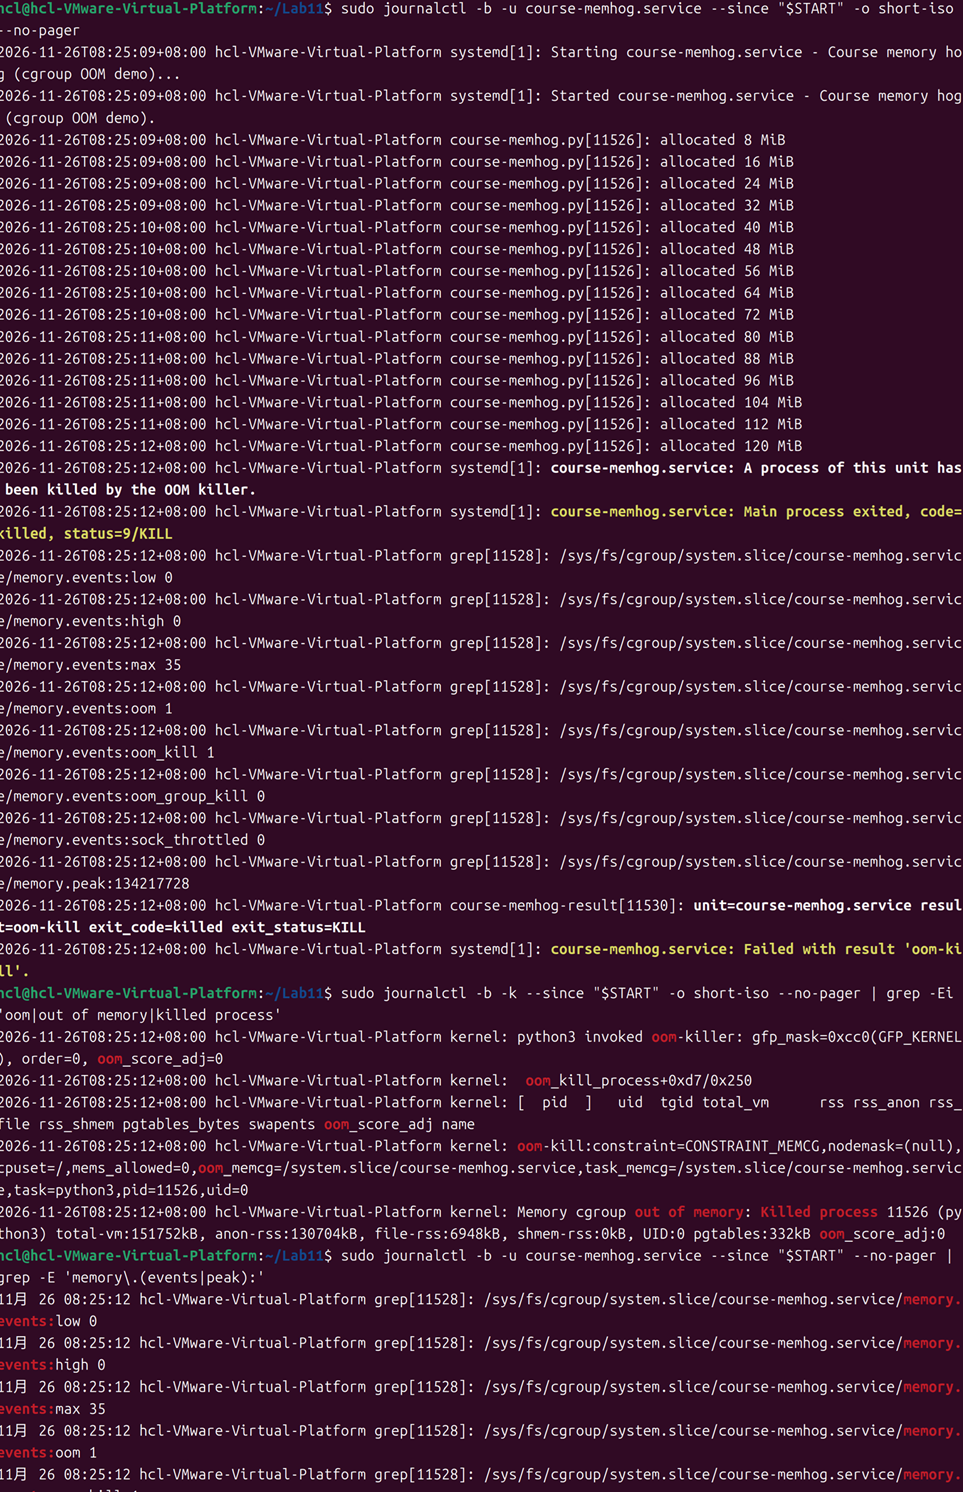 hcl@hcl-VMware-Virtual-Platform:~/Lab11$ sudo journalctl -b -u course-memhog.service --since "$START" -o short-iso
--no-pager
2026-11-26T08:25:09+08:00 hcl-VMware-Virtual-Platform systemd[1]: Starting course-memhog.service - Course memory ho
g (cgroup OOM demo)...
2026-11-26T08:25:09+08:00 hcl-VMware-Virtual-Platform systemd[1]: Started course-memhog.service - Course memory hog
 (cgroup OOM demo).
2026-11-26T08:25:09+08:00 hcl-VMware-Virtual-Platform course-memhog.py[11526]: allocated 8 MiB
2026-11-26T08:25:09+08:00 hcl-VMware-Virtual-Platform course-memhog.py[11526]: allocated 16 MiB
2026-11-26T08:25:09+08:00 hcl-VMware-Virtual-Platform course-memhog.py[11526]: allocated 24 MiB
2026-11-26T08:25:09+08:00 hcl-VMware-Virtual-Platform course-memhog.py[11526]: allocated 32 MiB
2026-11-26T08:25:10+08:00 hcl-VMware-Virtual-Platform course-memhog.py[11526]: allocated 40 MiB
2026-11-26T08:25:10+08:00 hcl-VMware-Virtual-Platform course-memhog.py[11526]: allocated 48 MiB
2026-11-26T08:25:10+08:00 hcl-VMware-Virtual-Platform course-memhog.py[11526]: allocated 56 MiB
2026-11-26T08:25:10+08:00 hcl-VMware-Virtual-Platform course-memhog.py[11526]: allocated 64 MiB
2026-11-26T08:25:10+08:00 hcl-VMware-Virtual-Platform course-memhog.py[11526]: allocated 72 MiB
2026-11-26T08:25:11+08:00 hcl-VMware-Virtual-Platform course-memhog.py[11526]: allocated 80 MiB
2026-11-26T08:25:11+08:00 hcl-VMware-Virtual-Platform course-memhog.py[11526]: allocated 88 MiB
2026-11-26T08:25:11+08:00 hcl-VMware-Virtual-Platform course-memhog.py[11526]: allocated 96 MiB
2026-11-26T08:25:11+08:00 hcl-VMware-Virtual-Platform course-memhog.py[11526]: allocated 104 MiB
2026-11-26T08:25:11+08:00 hcl-VMware-Virtual-Platform course-memhog.py[11526]: allocated 112 MiB
2026-11-26T08:25:12+08:00 hcl-VMware-Virtual-Platform course-memhog.py[11526]: allocated 120 MiB
2026-11-26T08:25:12+08:00 hcl-VMware-Virtual-Platform systemd[1]: course-memhog.service: A process of this unit has
 been killed by the OOM killer.
2026-11-26T08:25:12+08:00 hcl-VMware-Virtual-Platform systemd[1]: course-memhog.service: Main process exited, code=
killed, status=9/KILL
2026-11-26T08:25:12+08:00 hcl-VMware-Virtual-Platform grep[11528]: /sys/fs/cgroup/system.slice/course-memhog.servic
e/memory.events:low 0
2026-11-26T08:25:12+08:00 hcl-VMware-Virtual-Platform grep[11528]: /sys/fs/cgroup/system.slice/course-memhog.servic
e/memory.events:high 0
2026-11-26T08:25:12+08:00 hcl-VMware-Virtual-Platform grep[11528]: /sys/fs/cgroup/system.slice/course-memhog.servic
e/memory.events:max 35
2026-11-26T08:25:12+08:00 hcl-VMware-Virtual-Platform grep[11528]: /sys/fs/cgroup/system.slice/course-memhog.servic
e/memory.events:oom 1
2026-11-26T08:25:12+08:00 hcl-VMware-Virtual-Platform grep[11528]: /sys/fs/cgroup/system.slice/course-memhog.servic
e/memory.events:oom_kill 1
2026-11-26T08:25:12+08:00 hcl-VMware-Virtual-Platform grep[11528]: /sys/fs/cgroup/system.slice/course-memhog.servic
e/memory.events:oom_group_kill 0
2026-11-26T08:25:12+08:00 hcl-VMware-Virtual-Platform grep[11528]: /sys/fs/cgroup/system.slice/course-memhog.servic
e/memory.events:sock_throttled 0
2026-11-26T08:25:12+08:00 hcl-VMware-Virtual-Platform grep[11528]: /sys/fs/cgroup/system.slice/course-memhog.servic
e/memory.peak:134217728
2026-11-26T08:25:12+08:00 hcl-VMware-Virtual-Platform course-memhog-result[11530]: unit=course-memhog.service resul
t=oom-kill exit_code=killed exit_status=KILL
2026-11-26T08:25:12+08:00 hcl-VMware-Virtual-Platform systemd[1]: course-memhog.service: Failed with result 'oom-ki
ll'.
hcl@hcl-VMware-Virtual-Platform:~/Lab11$ sudo journalctl -b -k --since "$START" -o short-iso --no-pager | grep -Ei
'oom|out of memory|killed process'
2026-11-26T08:25:12+08:00 hcl-VMware-Virtual-Platform kernel: python3 invoked oom-killer: gfp_mask=0xcc0(GFP_KERNEL
), order=0, oom_score_adj=0
2026-11-26T08:25:12+08:00 hcl-VMware-Virtual-Platform kernel:  oom_kill_process+0xd7/0x250
2026-11-26T08:25:12+08:00 hcl-VMware-Virtual-Platform kernel: [  pid  ]   uid  tgid total_vm      rss rss_anon rss_
file rss_shmem pgtables_bytes swapents oom_score_adj name
2026-11-26T08:25:12+08:00 hcl-VMware-Virtual-Platform kernel: oom-kill:constraint=CONSTRAINT_MEMCG,nodemask=(null),
cpuset=/,mems_allowed=0,oom_memcg=/system.slice/course-memhog.service,task_memcg=/system.slice/course-memhog.servic
e,task=python3,pid=11526,uid=0
2026-11-26T08:25:12+08:00 hcl-VMware-Virtual-Platform kernel: Memory cgroup out of memory: Killed process 11526 (py
thon3) total-vm:151752kB, anon-rss:130704kB, file-rss:6948kB, shmem-rss:0kB, UID:0 pgtables:332kB oom_score_adj:0
hcl@hcl-VMware-Virtual-Platform:~/Lab11$ sudo journalctl -b -u course-memhog.service --since "$START" --no-pager |
grep -E 'memory\.(events|peak):'
11月 26 08:25:12 hcl-VMware-Virtual-Platform grep[11528]: /sys/fs/cgroup/system.slice/course-memhog.service/memory.
events:low 0
11月 26 08:25:12 hcl-VMware-Virtual-Platform grep[11528]: /sys/fs/cgroup/system.slice/course-memhog.service/memory.
events:high 0
11月 26 08:25:12 hcl-VMware-Virtual-Platform grep[11528]: /sys/fs/cgroup/system.slice/course-memhog.service/memory.
events:max 35
11月 26 08:25:12 hcl-VMware-Virtual-Platform grep[11528]: /sys/fs/cgroup/system.slice/course-memhog.service/memory.
events:oom 1
11月 26 08:25:12 hcl-VMware-Virtual-Platform grep[11528]: /sys/fs/cgroup/system.slice/course-memhog.service/memory.